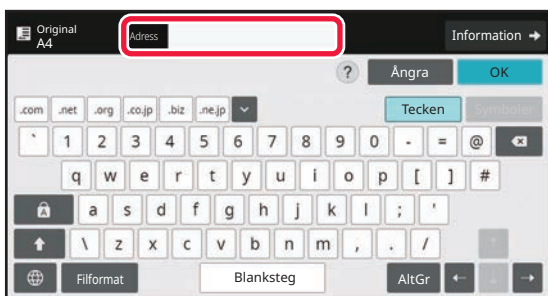 Original
A4
Adress
Information →
? Ångra OK
.com .net .org .co.jp .biz .ne.jp Tecken Symboler
` 1 2 3 4 5 6 7 8 9 0 - = @
q w e r t y u i o p [ ] #
A a s d f g h j k l ; '
\ z x c v b n m , . /
Filformat Blanksteg AltGr ← ↓ →